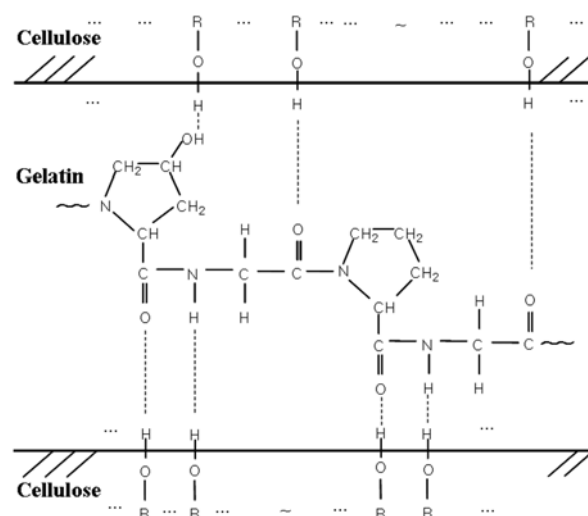 ... ... R ... R ... ... ~ ... R ...
Cellulose
O O O
... H H H ...
OH
CH₂ CH
Gelatin
~~ N CH₂ O CH₂ CH₂
CH H
C N C C N CH₂ H O
O H H CH
C N C C ~~
O H H
... H H H H ...
O O O O
Cellulose
R ... R ... ~ ... R R ...